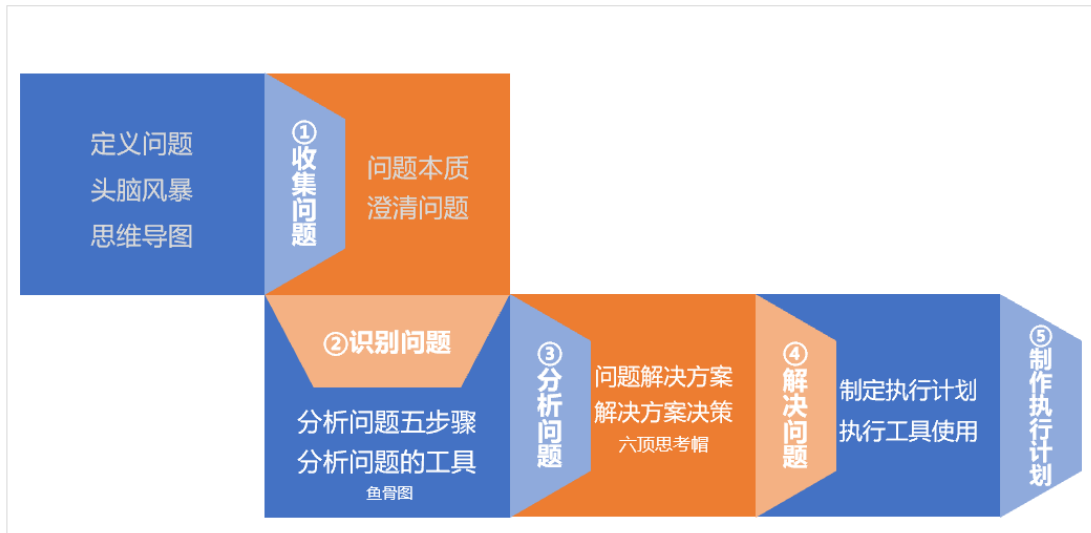 定义问题
头脑风暴
思维导图
①收集问题
问题本质
澄清问题
②识别问题
分析问题五步骤
分析问题的工具
鱼骨图
③分析问题
问题解决方案
解决方案决策
六顶思考帽
④解决问题
制定执行计划
执行工具使用
⑤制作执行计划